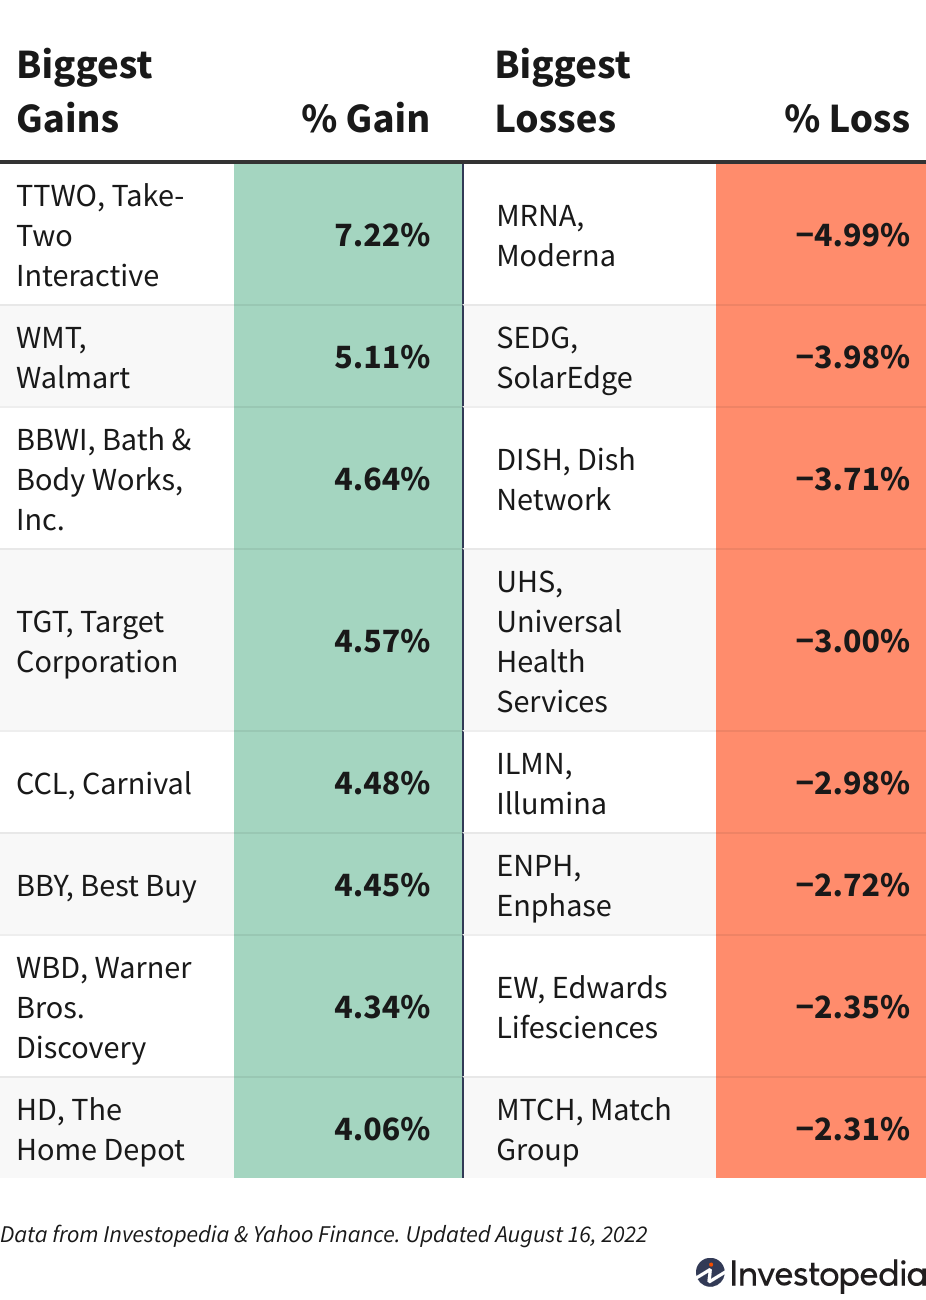 Biggest Gains % Gain Biggest Losses % Loss
TTWO, Take-
Two
Interactive
7.22%
MRNA,
Moderna
−4.99%
WMT,
Walmart
5.11%
SEDG,
SolarEdge
−3.98%
BBWI, Bath &
Body Works,
Inc.
4.64%
DISH, Dish
Network
−3.71%
TGT, Target
Corporation
4.57%
UHS,
Universal
Health
Services
−3.00%
CCL, Carnival
4.48%
ILMN,
Illumina
−2.98%
BBY, Best Buy
4.45%
ENPH,
Enphase
−2.72%
WBD, Warner
Bros.
Discovery
4.34%
EW, Edwards
Lifesciences
−2.35%
HD, The
Home Depot
4.06%
MTCH, Match
Group
−2.31%
Data from Investopedia & Yahoo Finance. Updated August 16, 2022
Investopedia